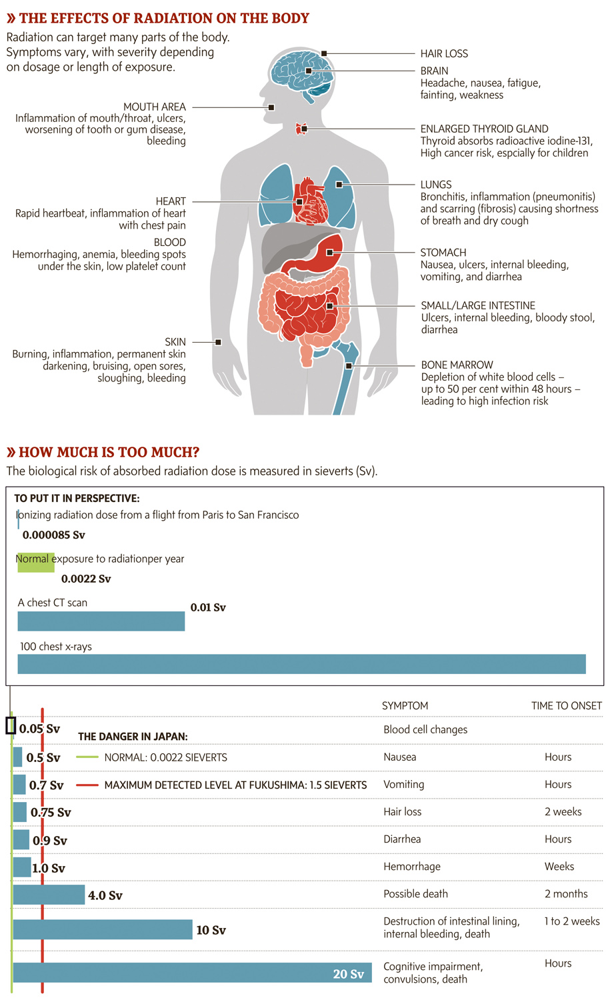 » THE EFFECTS OF RADIATION ON THE BODY
Radiation can target many parts of the body.
Symptoms vary, with severity depending
on dosage or length of exposure.
HAIR LOSS
BRAIN
Headache, nausea, fatigue,
fainting, weakness
MOUTH AREA
Inflammation of mouth/throat, ulcers,
worsening of tooth or gum disease,
bleeding
ENLARGED THYROID GLAND
Thyroid absorbs radioactive iodine-131,
High cancer risk, espcially for children
LUNGS
Bronchitis, inflammation (pneumonitis)
and scarring (fibrosis) causing shortness
of breath and dry cough
HEART
Rapid heartbeat, inflammation of heart
with chest pain
BLOOD
Hemorrhaging, anemia, bleeding spots
under the skin, low platelet count
STOMACH
Nausea, ulcers, internal bleeding,
vomiting, and diarrhea
SMALL/LARGE INTESTINE
Ulcers, internal bleeding, bloody stool,
diarrhea
SKIN
Burning, inflammation, permanent skin
darkening, bruising, open sores,
sloughing, bleeding
BONE MARROW
Depletion of white blood cells –
up to 50 per cent within 48 hours –
leading to high infection risk
» HOW MUCH IS TOO MUCH?
The biological risk of absorbed radiation dose is measured in sieverts (Sv).
TO PUT IT IN PERSPECTIVE:
Ionizing radiation dose from a flight from Paris to San Francisco
0.000085 Sv
Normal exposure to radiationper year
0.0022 Sv
A chest CT scan
0.01 Sv
100 chest x-rays
SYMPTOM TIME TO ONSET
0.05 Sv Blood cell changes
THE DANGER IN JAPAN:
0.5 Sv NORMAL: 0.0022 SIEVERTS Nausea Hours
0.7 Sv MAXIMUM DETECTED LEVEL AT FUKUSHIMA: 1.5 SIEVERTS Vomiting Hours
0.75 Sv Hair loss 2 weeks
0.9 Sv Diarrhea Hours
1.0 Sv Hemorrhage Weeks
4.0 Sv Possible death 2 months
10 Sv Destruction of intestinal lining, 1 to 2 weeks
internal bleeding, death
20 Sv Cognitive impairment, Hours
convulsions, death